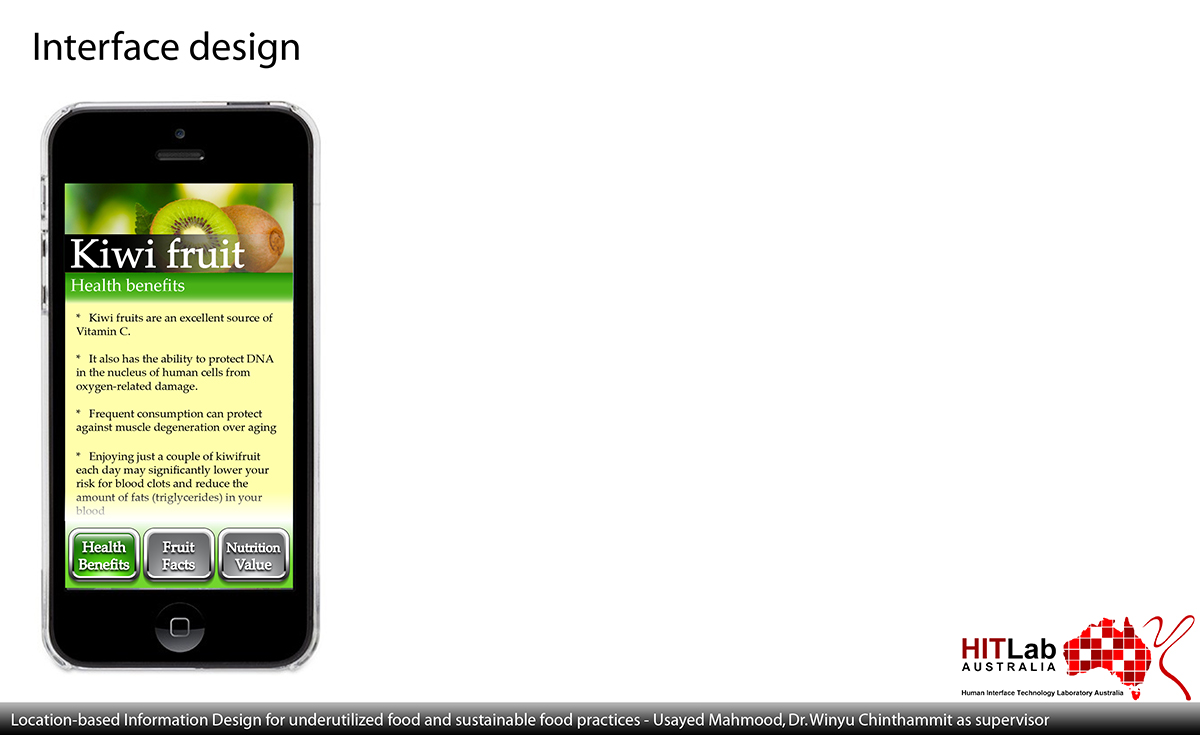 Interface design
Kiwi fruit
Health benefits
* Kiwi fruits are an excellent source of
Vitamin C.
* It also has the ability to protect DNA
in the nucleus of human cells from
oxygen-related damage.
* Frequent consumption can protect
against muscle degeneration over aging
* Enjoying just a couple of kiwifruit
each day may significantly lower your
risk for blood clots and reduce the
amount of fats (triglycerides) in your
blood
Health
Benefits
Fruit
Facts
Nutrition
Value
HITLab
AUSTRALIA
Human Interface Technology Laboratory Australia
Location-based Information Design for underutilized food and sustainable food practices - Usayed Mahmood, Dr. Winyu Chinthammit as supervisor